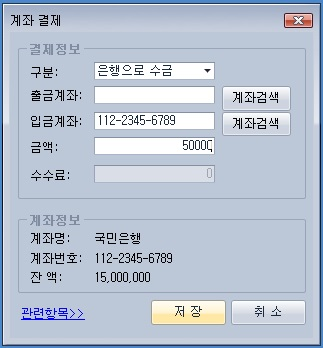 계좌 결제
결제정보
구분: 은행으로 수금
출금계좌: 계좌검색
입금계좌: 112-2345-6789 계좌검색
금액: 50000
수수료: 0
계좌정보
계좌명: 국민은행
계좌번호: 112-2345-6789
잔 액: 15,000,000
관련항목>> 저 장 취 소